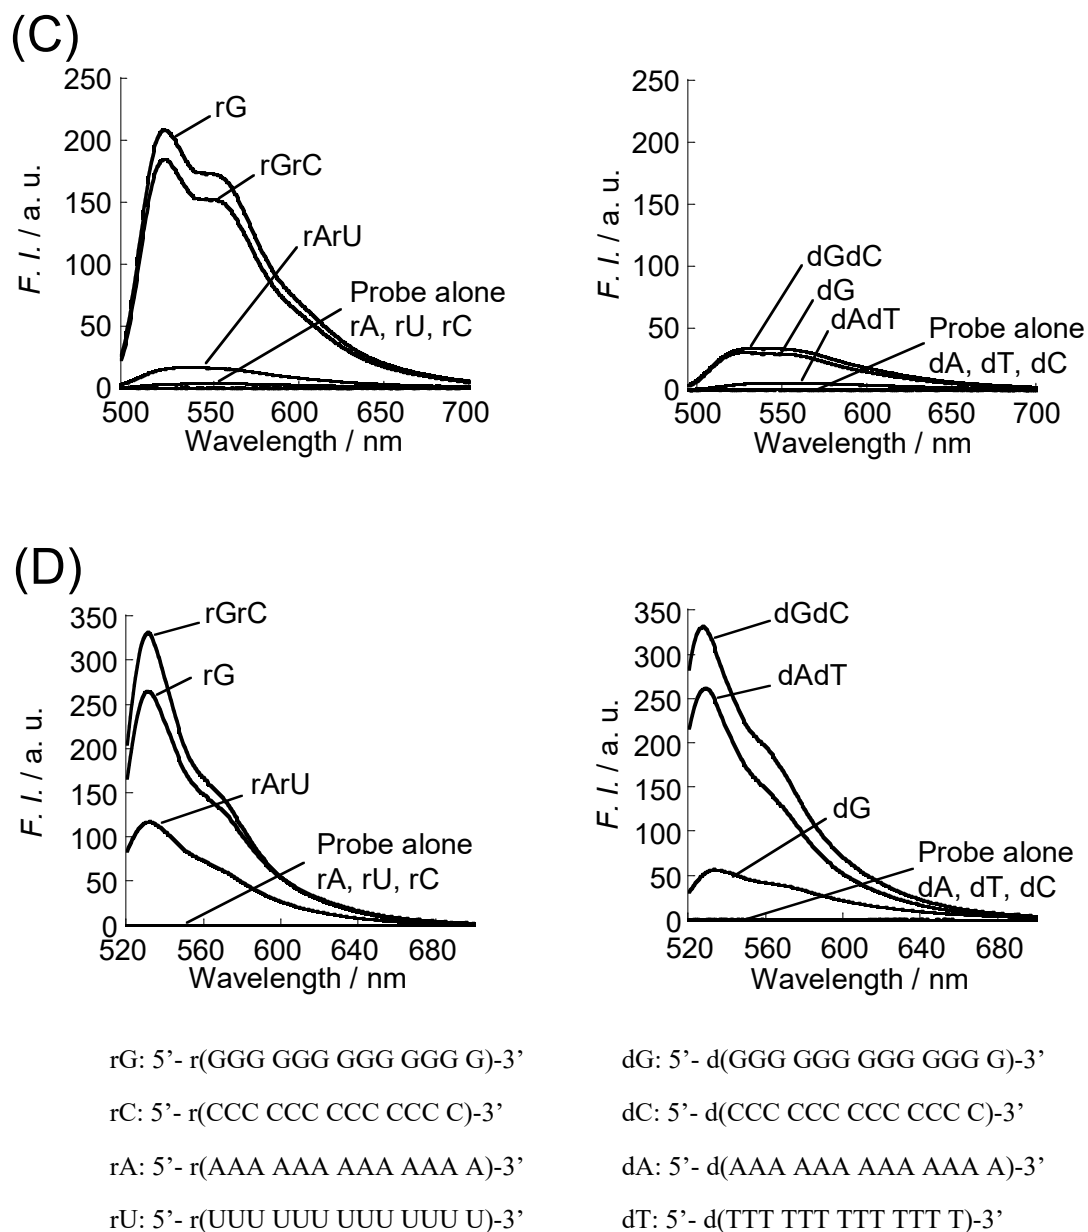 (C)
250
200
150
100
50
0
F. I. / a. u.
rG
rGrC
rArU
Probe alone
rA, rU, rC
500 550 600 650 700
Wavelength / nm
250
200
150
100
50
0
F. I. / a. u.
dGdC
dG
dAdT
Probe alone
dA, dT, dC
500 550 600 650 700
Wavelength / nm
(D)
350
300
250
200
150
100
50
0
F. I. / a. u.
rGrC
rG
rArU
Probe alone
rA, rU, rC
520 560 600 640 680
Wavelength / nm
350
300
250
200
150
100
50
0
F. I. / a. u.
dGdC
dAdT
dG
Probe alone
dA, dT, dC
520 560 600 640 680
Wavelength / nm
rG: 5’- r(GGG GGG GGG GGG G)-3’
rC: 5’- r(CCC CCC CCC CCC C)-3’
rA: 5’- r(AAA AAA AAA AAA A)-3’
rU: 5’- r(UUU UUU UUU UUU U)-3’
dG: 5’- d(GGG GGG GGG GGG G)-3’
dC: 5’- d(CCC CCC CCC CCC C)-3’
dA: 5’- d(AAA AAA AAA AAA A)-3’
dT: 5’- d(TTT TTT TTT TTT T)-3’